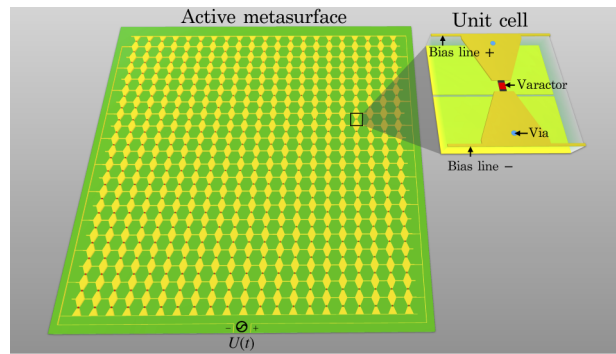 Active metasurface
Unit cell
Bias line +
Varactor
Via
Bias line −
− +
U(t)